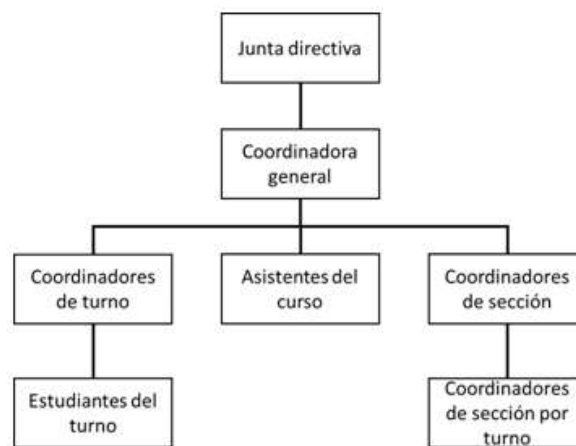 Junta directiva
Coordinadora
general
Coordinadores
de turno
Asistentes del
curso
Coordinadores
de sección
Estudiantes del
turno
Coordinadores
de sección por
turno